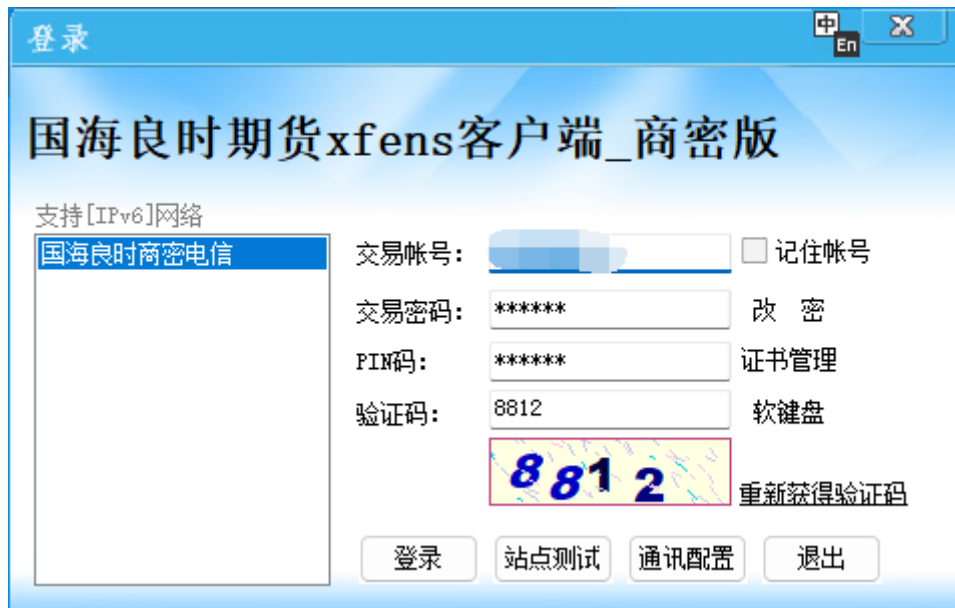 登录
中
En
国海良时期货xfens客户端_商密版
支持[IPv6]网络
国海良时商密电信
交易帐号：
记住帐号
交易密码：
******
改 密
PIN码：
******
证书管理
验证码：
8812
软键盘
8812
重新获得验证码
登录
站点测试
通讯配置
退出